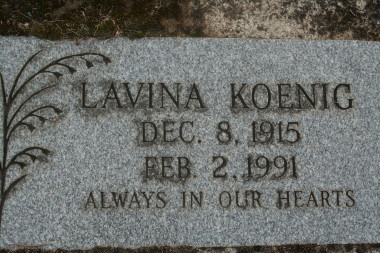 LAVINA KOENIG
DEC. 8, 1915
FEB. 2, 1991
ALWAYS IN OUR HEARTS